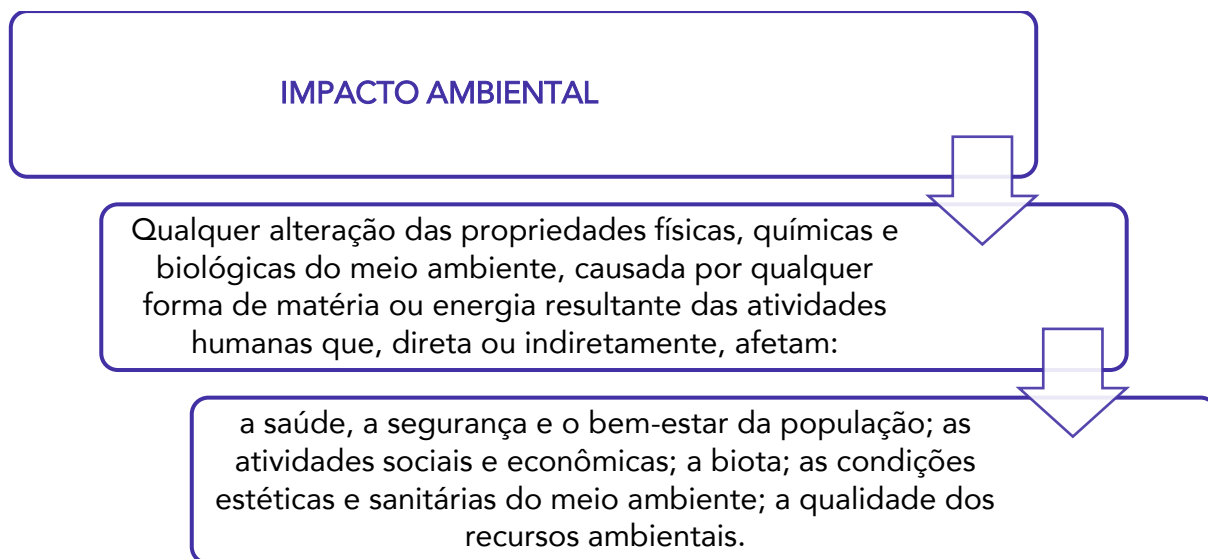 IMPACTO AMBIENTAL
Qualquer alteração das propriedades físicas, químicas e
biológicas do meio ambiente, causada por qualquer
forma de matéria ou energia resultante das atividades
humanas que, direta ou indiretamente, afetam:
a saúde, a segurança e o bem-estar da população; as
atividades sociais e econômicas; a biota; as condições
estéticas e sanitárias do meio ambiente; a qualidade dos
recursos ambientais.